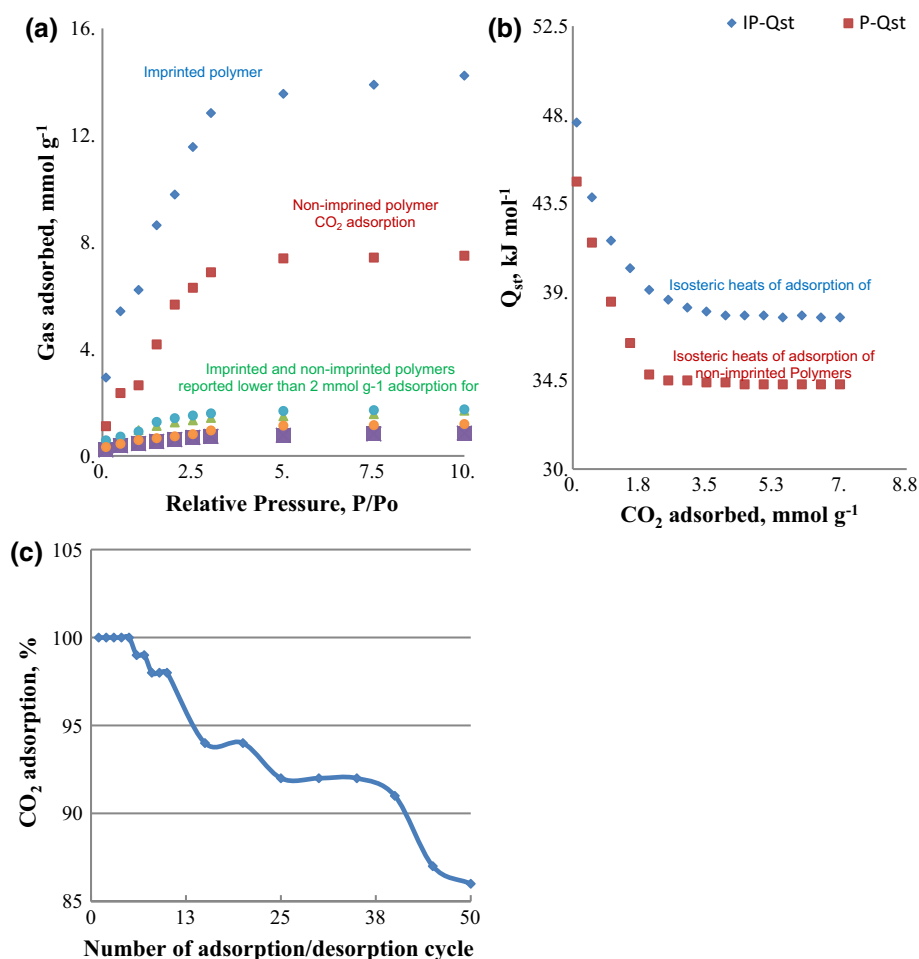 (a)
16.
12.
8.
4.
0.
Gas adsorbed, mmol g-1
Imprinted polymer
Non-imprined polymer
CO2 adsorption
Imprinted and non-imprinted polymers
reported lower than 2 mmol g-1 adsorption for
0. 2.5 5. 7.5 10.
Relative Pressure, P/Po
(b)
IP-Qst P-Qst
52.5
48.
43.5
39.
34.5
30.
Qst, kJ mol-1
Isosteric heats of adsorption of
Isosteric heats of adsorption of
non-imprinted Polymers
0. 1.8 3.5 5.3 7. 8.8
CO2 adsorbed, mmol g-1
(c)
105
100
95
90
85
CO2 adsorption, %
0 13 25 38 50
Number of adsorption/desorption cycle